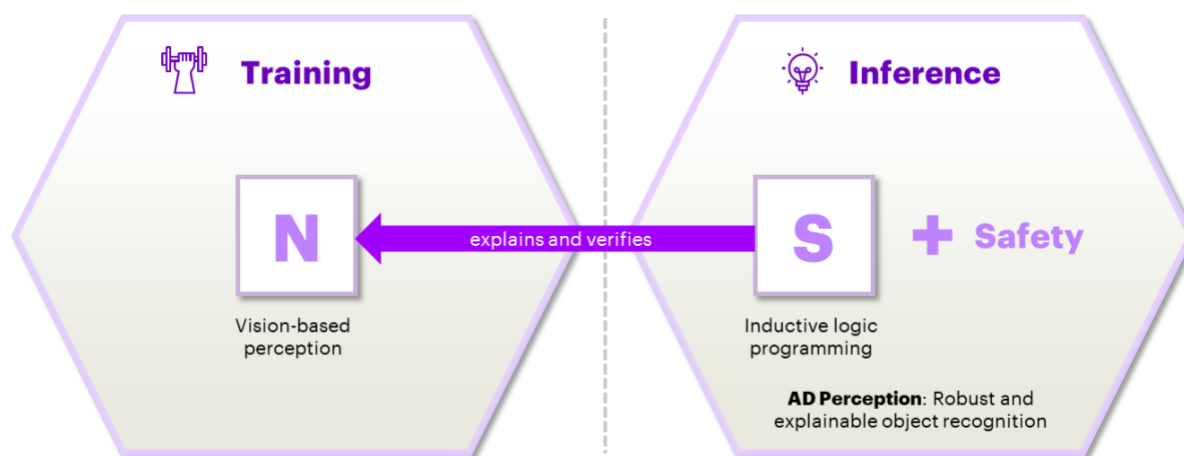 Training
N
Vision-based
perception
explains and verifies
Inference
S
+ Safety
Inductive logic
programming
AD Perception: Robust and
explainable object recognition